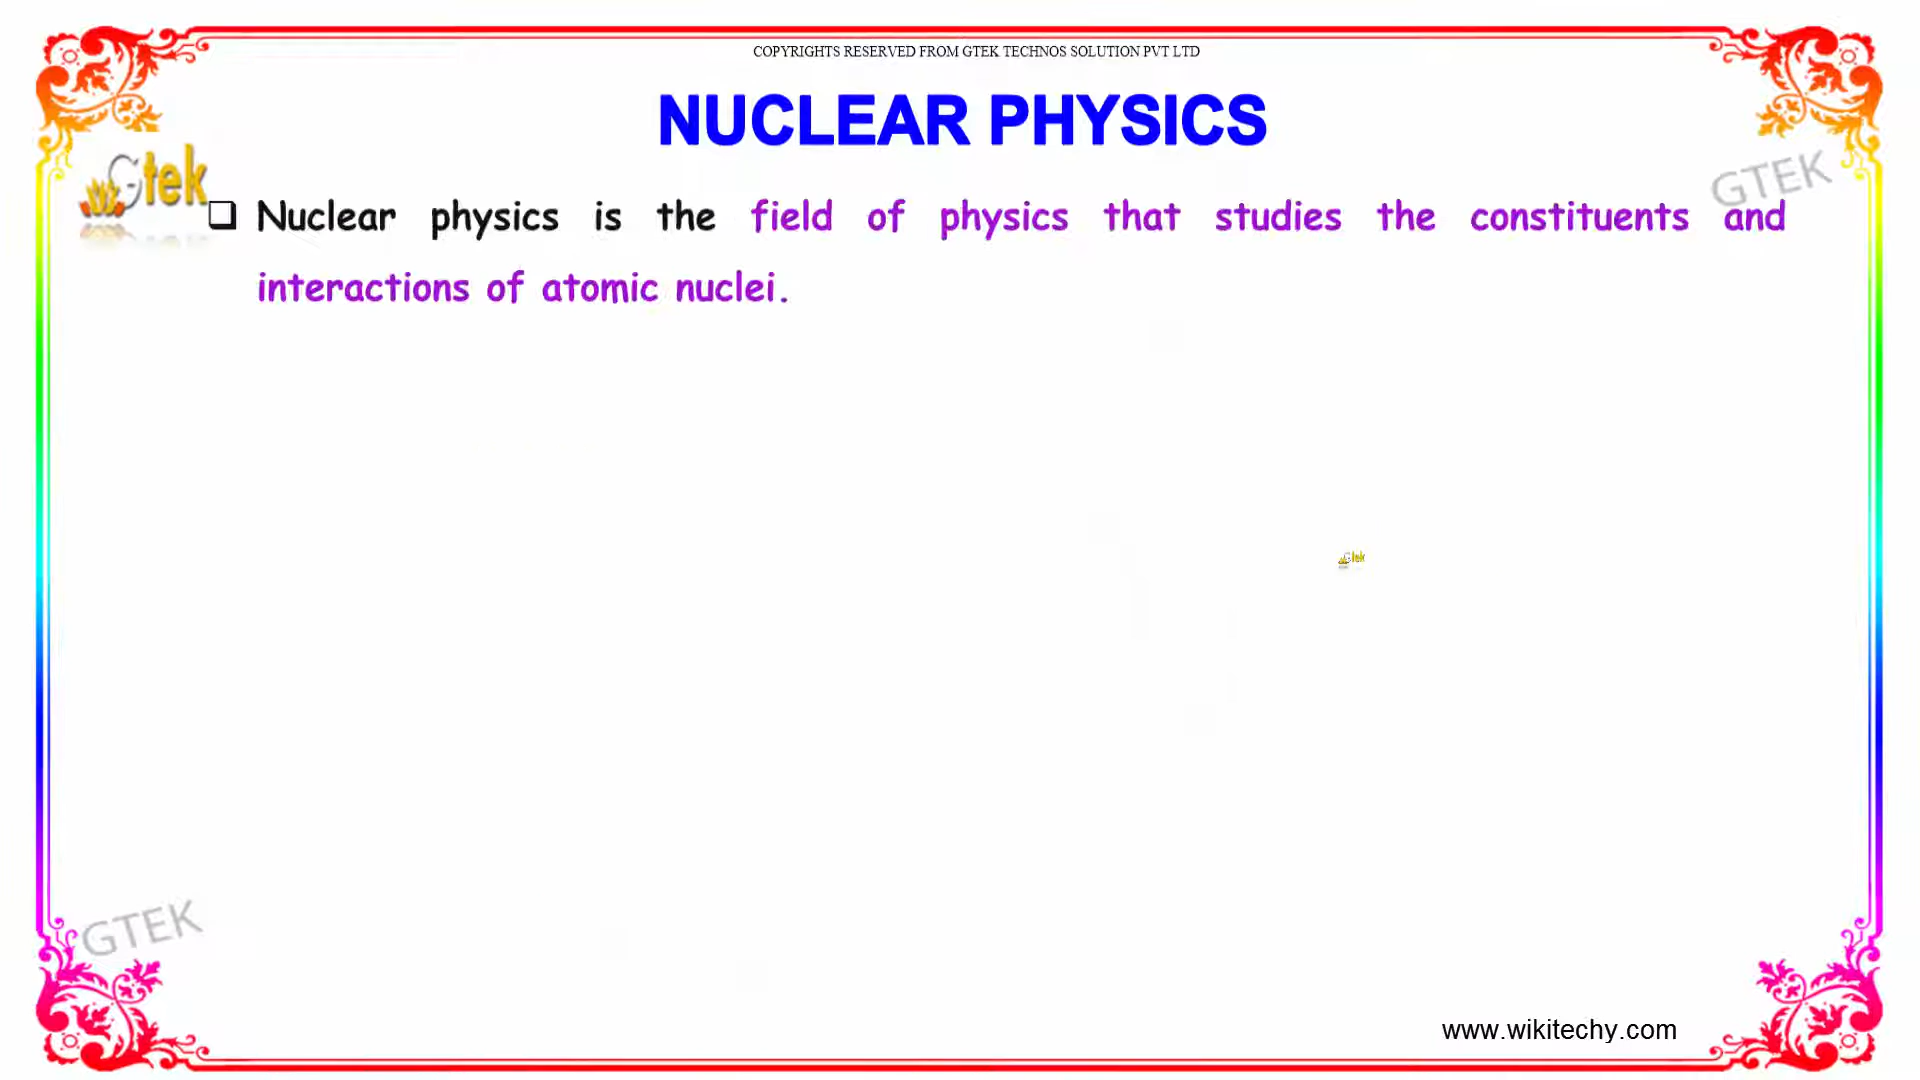 COPYRIGHTS RESERVED FROM GTEK TECHNOS SOLUTION PVT LTD
NUCLEAR PHYSICS
Gtek
GTEK
❑ Nuclear physics is the field of physics that studies the constituents and
interactions of atomic nuclei.
Gtek
GTEK
www.wikitechy.com